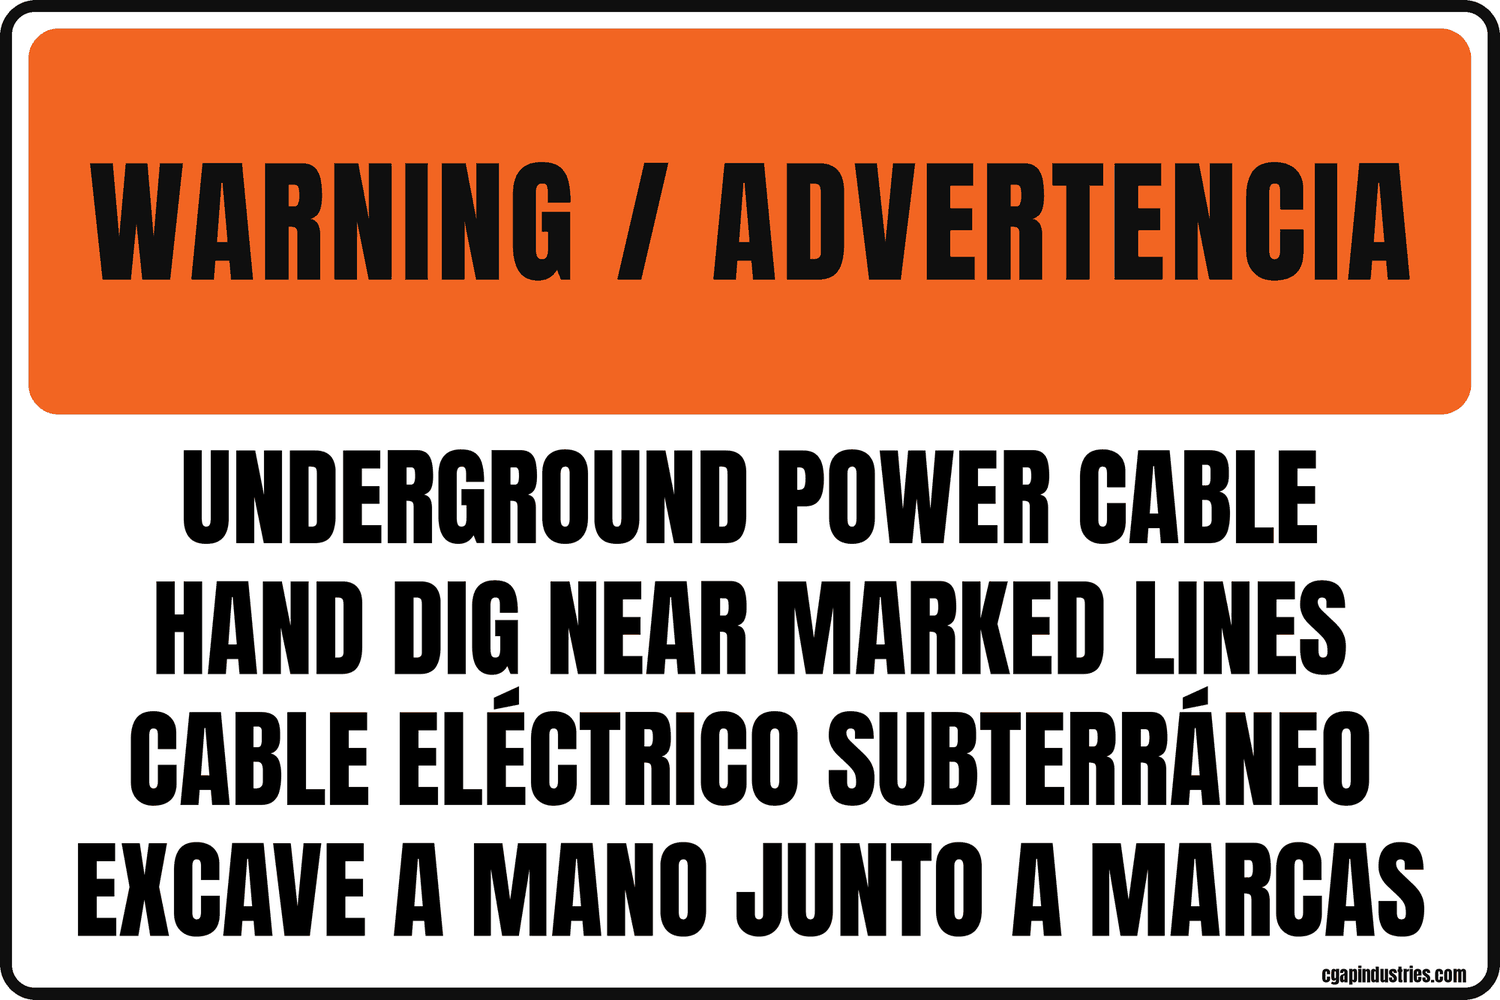 WARNING / ADVERTENCIA
UNDERGROUND POWER CABLE
HAND DIG NEAR MARKED LINES
CABLE ELÉCTRICO SUBTERRÁNEO
EXCAVE A MANO JUNTO A MARCAS
cgapindustries.com